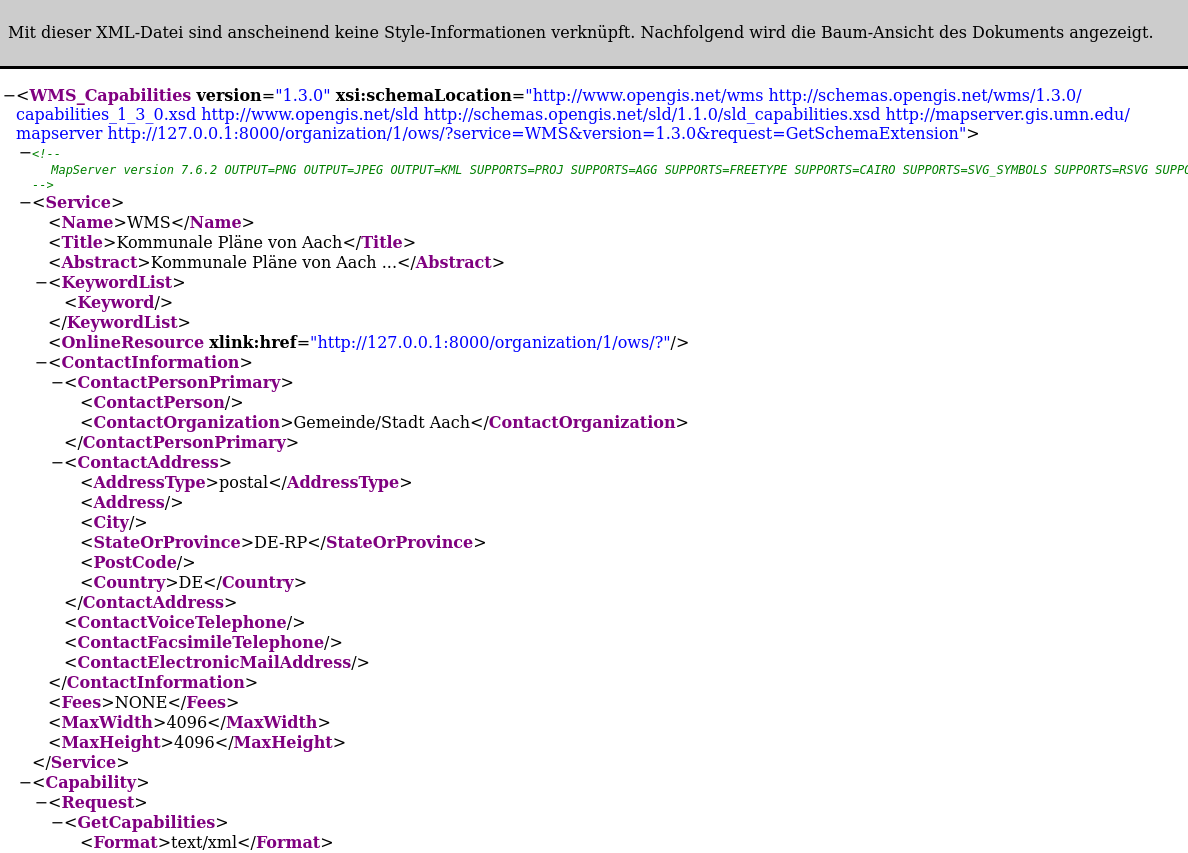 Mit dieser XML-Datei sind anscheinend keine Style-Informationen verknüpft. Nachfolgend wird die Baum-Ansicht des Dokuments angezeigt.
−<WMS_Capabilities version="1.3.0" xsi:schemaLocation="http://www.opengis.net/wms http://schemas.opengis.net/wms/1.3.0/
capabilities_1_3_0.xsd http://www.opengis.net/sld http://schemas.opengis.net/sld/1.1.0/sld_capabilities.xsd http://mapserver.gis.umn.edu/
mapserver http://127.0.0.1:8000/organization/1/ows/?service=WMS&version=1.3.0&request=GetSchemaExtension">
−<!--
MapServer version 7.6.2 OUTPUT=PNG OUTPUT=JPEG OUTPUT=KML SUPPORTS=PROJ SUPPORTS=AGG SUPPORTS=FREETYPE SUPPORTS=CAIRO SUPPORTS=SVG_SYMBOLS SUPPORTS=RSVG
-->
−<Service>
<Name>WMS</Name>
<Title>Kommunale Pläne von Aach</Title>
<Abstract>Kommunale Pläne von Aach ...</Abstract>
−<KeywordList>
<Keyword/>
</KeywordList>
<OnlineResource xlink:href="http://127.0.0.1:8000/organization/1/ows/?"/>
−<ContactInformation>
−<ContactPersonPrimary>
<ContactPerson/>
<ContactOrganization>Gemeinde/Stadt Aach</ContactOrganization>
</ContactPersonPrimary>
−<ContactAddress>
<AddressType>postal</AddressType>
<Address/>
<City/>
<StateOrProvince>DE-RP</StateOrProvince>
<PostCode/>
<Country>DE</Country>
</ContactAddress>
<ContactVoiceTelephone/>
<ContactFacsimileTelephone/>
<ContactElectronicMailAddress/>
</ContactInformation>
<Fees>NONE</Fees>
<MaxWidth>4096</MaxWidth>
<MaxHeight>4096</MaxHeight>
</Service>
−<Capability>
−<Request>
−<GetCapabilities>
<Format>text/xml</Format>